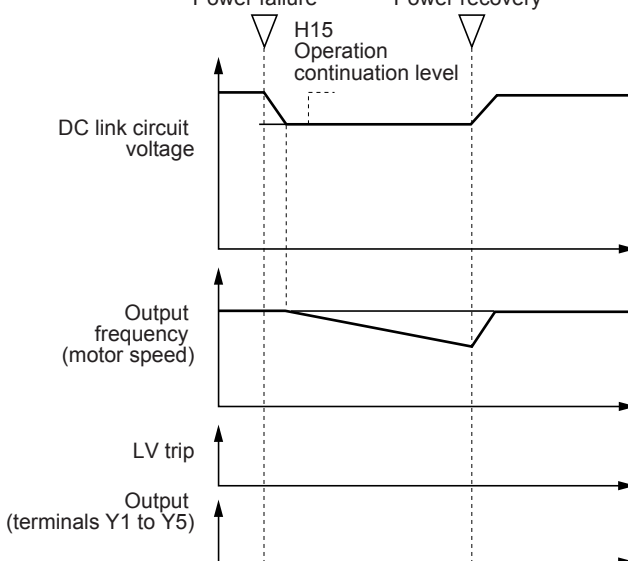 Power failure
Power recovery
H15
Operation
continuation level
DC link circuit
voltage
Output
frequency
(motor speed)
LV trip
Output
(terminals Y1 to Y5)